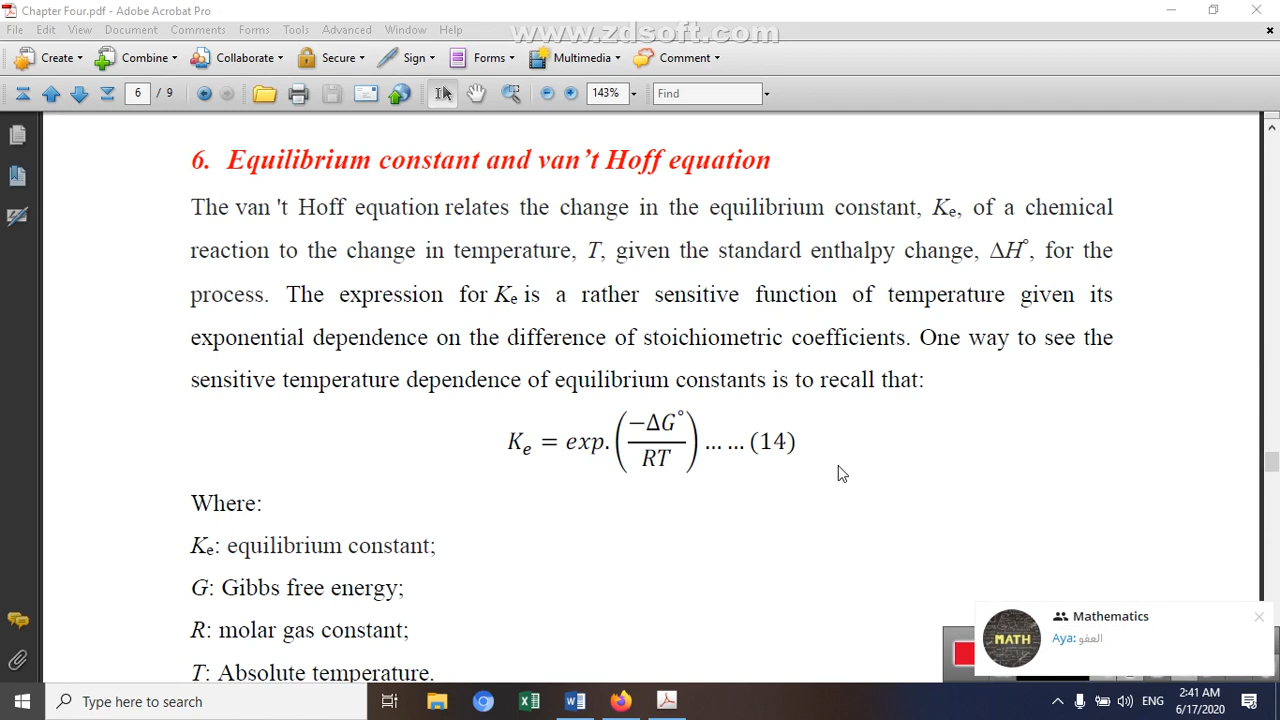 Chapter Four.pdf - Adobe Acrobat Pro
File Edit View Document Comments Forms Tools Advanced Window Help
www.zdsoft.com
Create Combine Collaborate Secure Sign Forms Multimedia Comment
6 / 9 143% Find
6. Equilibrium constant and van't Hoff equation
The van 't Hoff equation relates the change in the equilibrium constant, Kₑ, of a chemical
reaction to the change in temperature, T, given the standard enthalpy change, ΔH°, for the
process. The expression for Kₑ is a rather sensitive function of temperature given its
exponential dependence on the difference of stoichiometric coefficients. One way to see the
sensitive temperature dependence of equilibrium constants is to recall that:
Kₑ = exp. (−ΔG° / RT) … … (14)
Where:
Kₑ: equilibrium constant;
G: Gibbs free energy;
R: molar gas constant;
T: Absolute temperature.
Mathematics
MATH
Aya: العفو
Type here to search
ENG
2:41 AM
6/17/2020